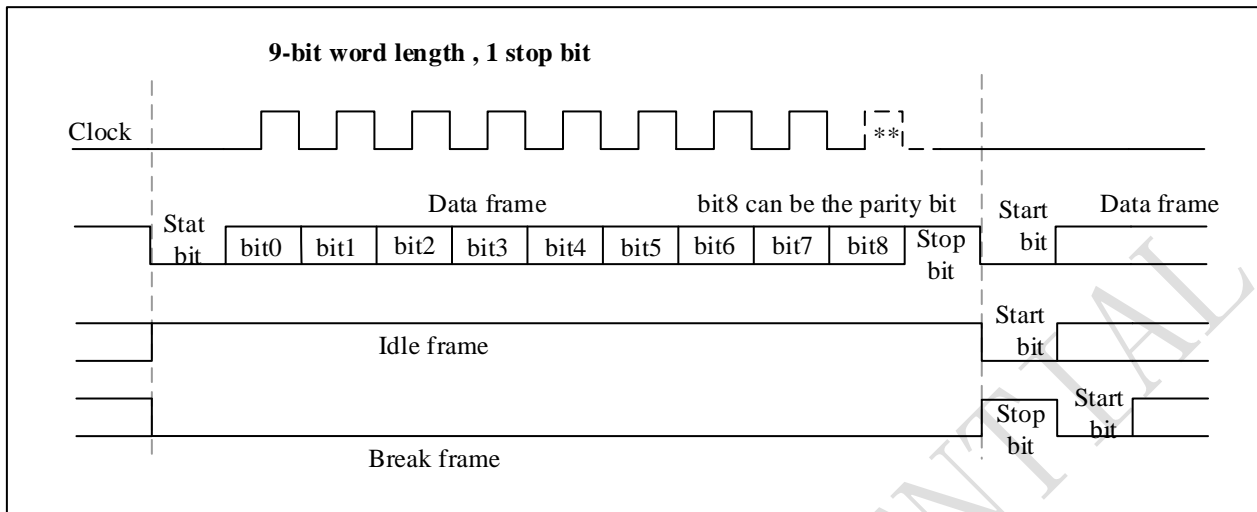 9-bit word length , 1 stop bit
Clock
**
Data frame
bit8 can be the parity bit
Stat
bit
bit0
bit1
bit2
bit3
bit4
bit5
bit6
bit7
bit8
Stop
bit
Start
bit
Data frame
Idle frame
Start
bit
Break frame
Stop
bit
Start
bit